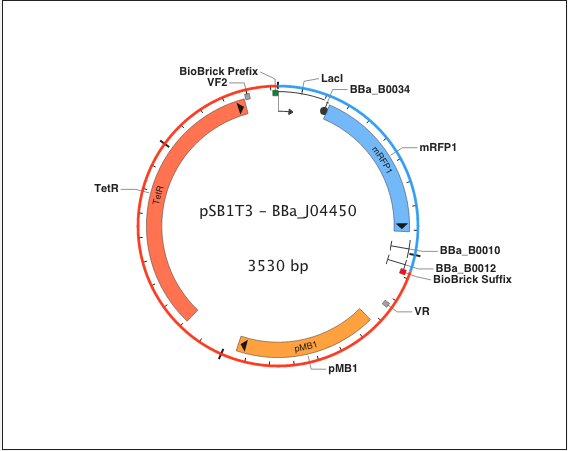 BioBrick Prefix
LacI
VF2
BBa_B0034
mRFP1
mRFP1
TetR
TetR
pSB1T3 – BBa_J04450
3530 bp
BBa_B0010
BBa_B0012
BioBrick Suffix
VR
pMB1
pMB1